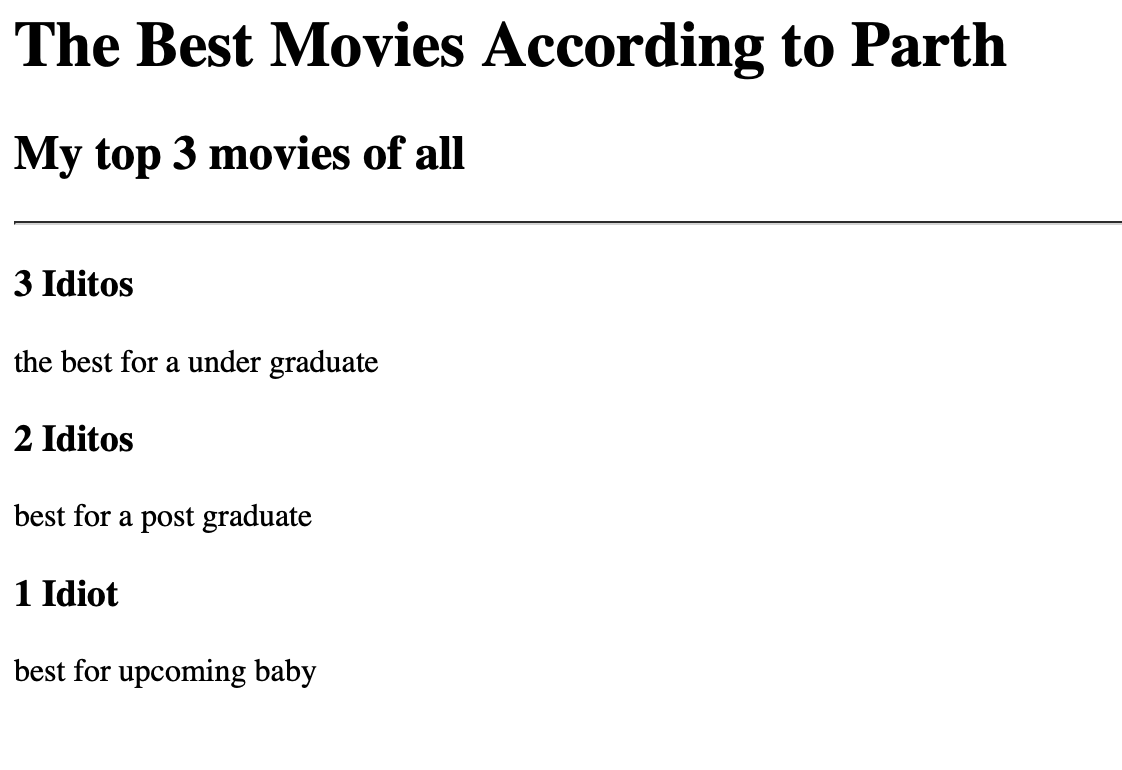 The Best Movies According to Parth
My top 3 movies of all
3 Iditos
the best for a under graduate
2 Iditos
best for a post graduate
1 Idiot
best for upcoming baby